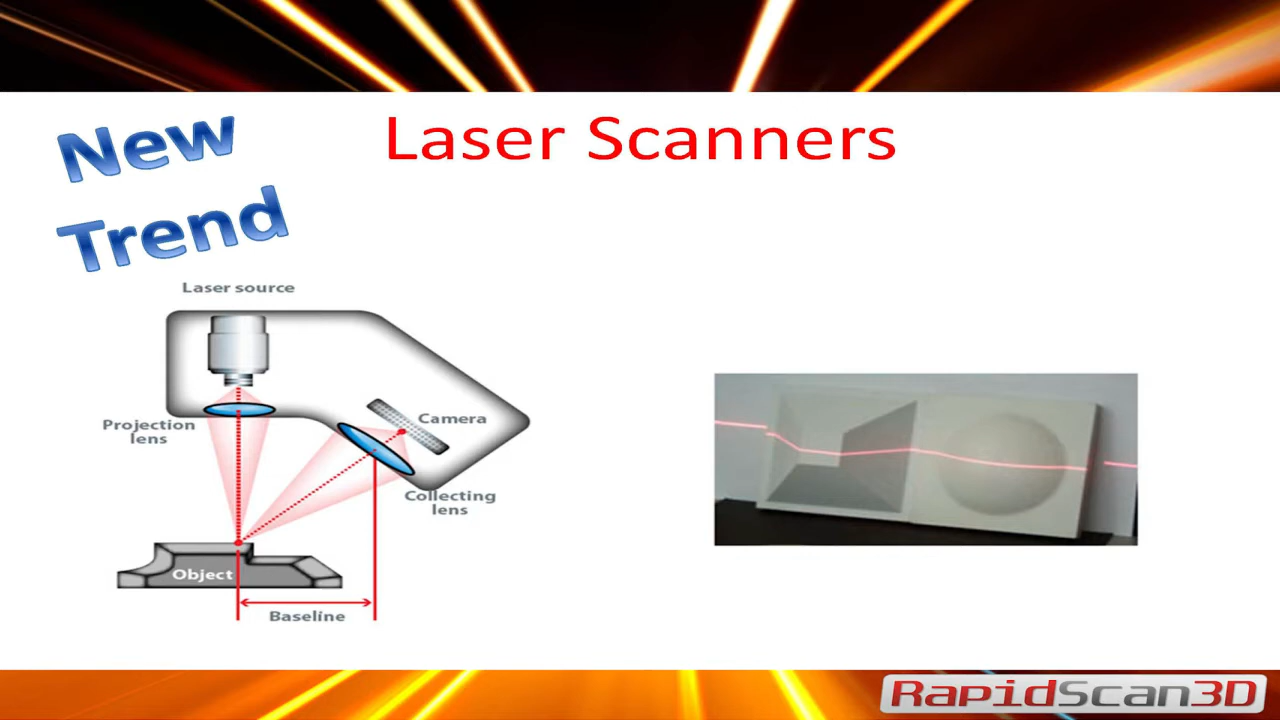 New
Trend
Laser Scanners
Laser source
Projection
lens
Camera
Collecting
lens
Object
Baseline
RapidScan3D